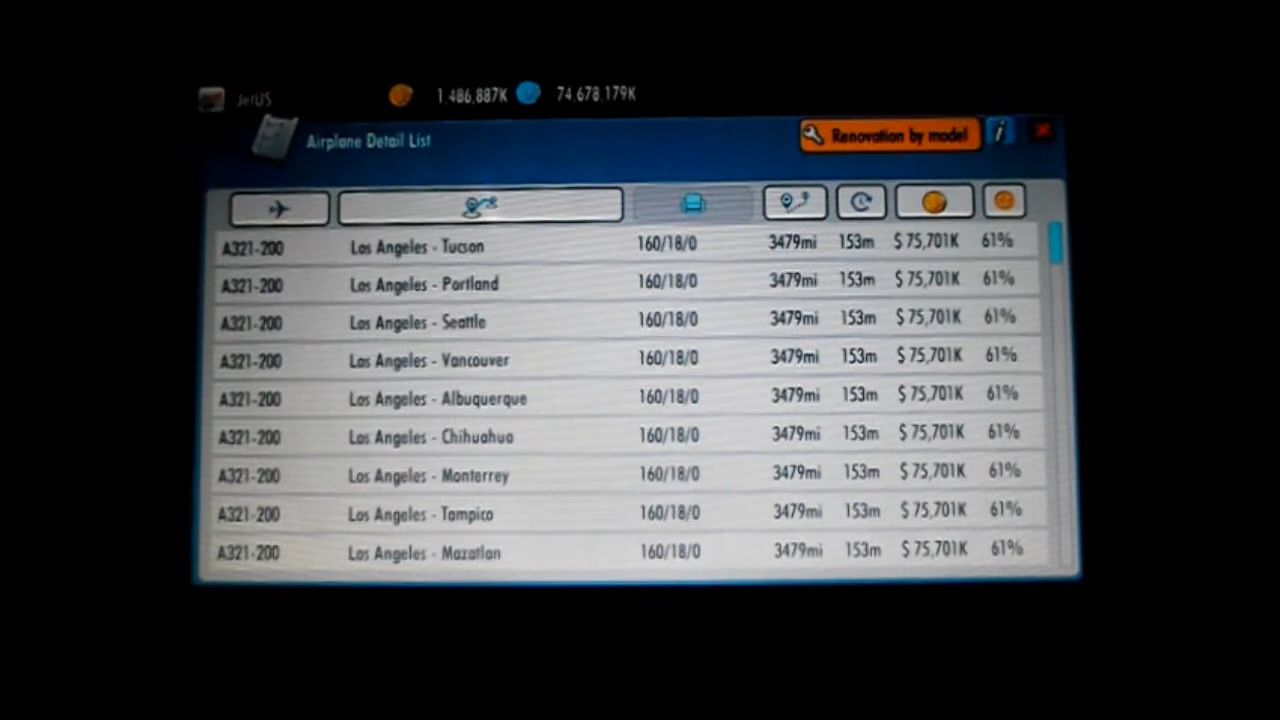 JetUS 1,486,887K 74,678,179K
Airplane Detail List Renovation by model i
A321-200 Los Angeles - Tucson 160/18/0 3479mi 153m $ 75,701K 61%
A321-200 Los Angeles - Portland 160/18/0 3479mi 153m $ 75,701K 61%
A321-200 Los Angeles - Seattle 160/18/0 3479mi 153m $ 75,701K 61%
A321-200 Los Angeles - Vancouver 160/18/0 3479mi 153m $ 75,701K 61%
A321-200 Los Angeles - Albuquerque 160/18/0 3479mi 153m $ 75,701K 61%
A321-200 Los Angeles - Chihuahua 160/18/0 3479mi 153m $ 75,701K 61%
A321-200 Los Angeles - Monterrey 160/18/0 3479mi 153m $ 75,701K 61%
A321-200 Los Angeles - Tampico 160/18/0 3479mi 153m $ 75,701K 61%
A321-200 Los Angeles - Mazatlan 160/18/0 3479mi 153m $ 75,701K 61%